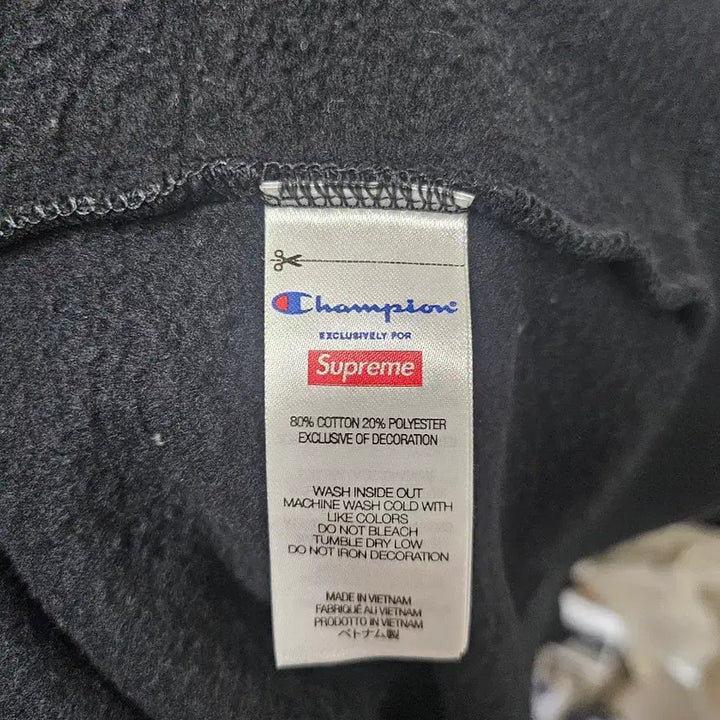 Champion
EXCLUSIVELY FOR
Supreme
80% COTTON 20% POLYESTER
EXCLUSIVE OF DECORATION
WASH INSIDE OUT
MACHINE WASH COLD WITH
LIKE COLORS
DO NOT BLEACH
TUMBLE DRY LOW
DO NOT IRON DECORATION
MADE IN VIETNAM
FABRIQUÉ AU VIETNAM
PRODOTTO IN VIETNAM
ベトナム製